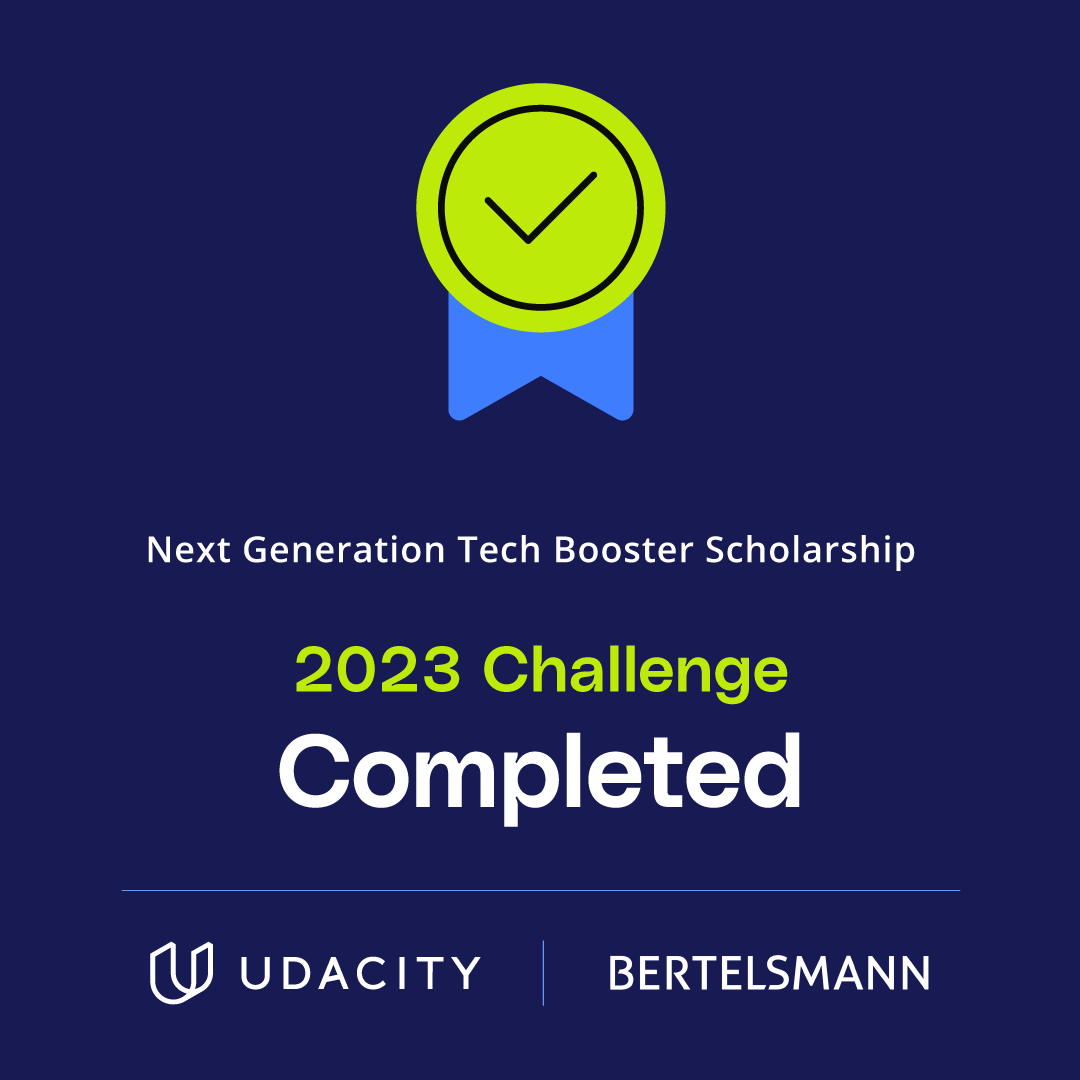 Next Generation Tech Booster Scholarship
2023 Challenge
Completed
UDACITY
BERTELSMANN